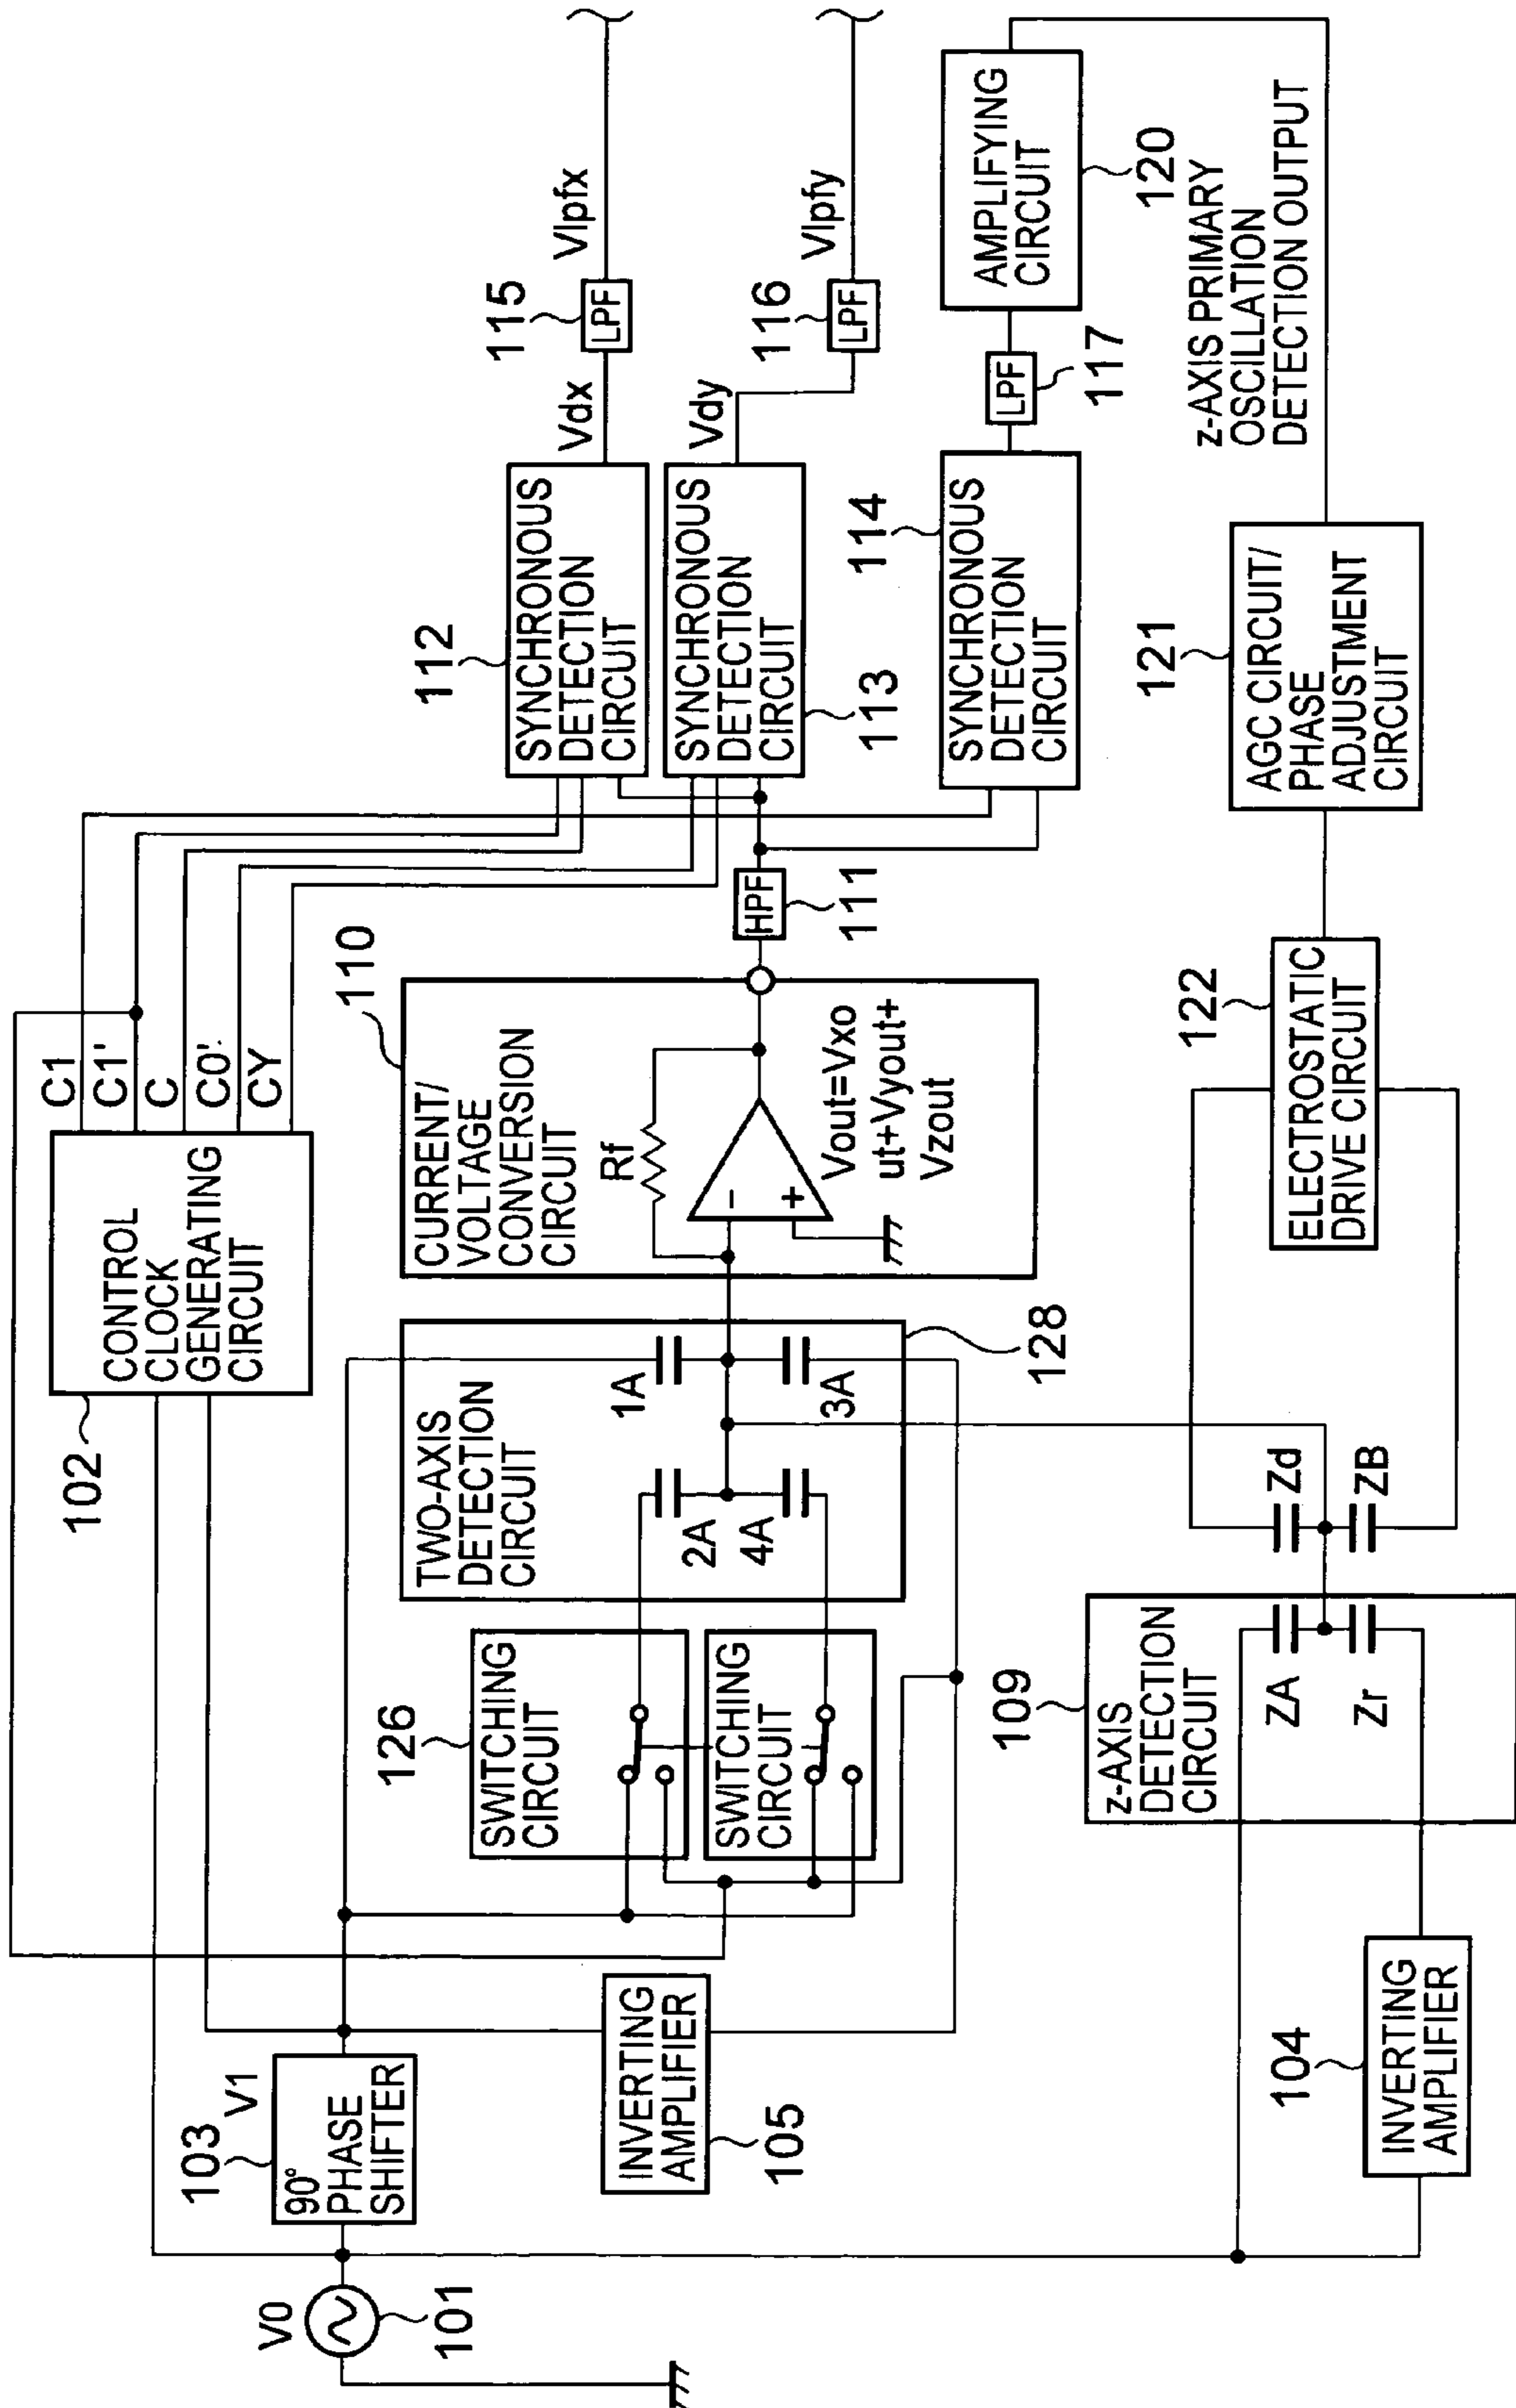 V0
101
103
V1
90°
PHASE
SHIFTER
INVERTING
AMPLIFIER
105
104
INVERTING
AMPLIFIER
102
CONTROL
CLOCK
GENERATING
CIRCUIT
C1
C1'
C
C0'
CY
126
SWITCHING
CIRCUIT
SWITCHING
CIRCUIT
109
z-AXIS
DETECTION
CIRCUIT
ZA
Zr
TWO-AXIS
DETECTION
CIRCUIT
2A
4A
1A
3A
128
Zd
ZB
110
CURRENT/
VOLTAGE
CONVERSION
CIRCUIT
Rf
-
+
Vout=Vxo
ut+Vyout+
Vzout
HPF
111
122
ELECTROSTATIC
DRIVE CIRCUIT
112
SYNCHRONOUS
DETECTION
CIRCUIT
SYNCHRONOUS
DETECTION
CIRCUIT
113
114
SYNCHRONOUS
DETECTION
CIRCUIT
121
AGC CIRCUIT/
PHASE
ADJUSTMENT
CIRCUIT
Vdx
Vdy
115
LPF
Vlpfx
116
LPF
Vlpfy
LPF
117
AMPLIFYING
CIRCUIT
120
z-AXIS PRIMARY
OSCILLATION
DETECTION OUTPUT